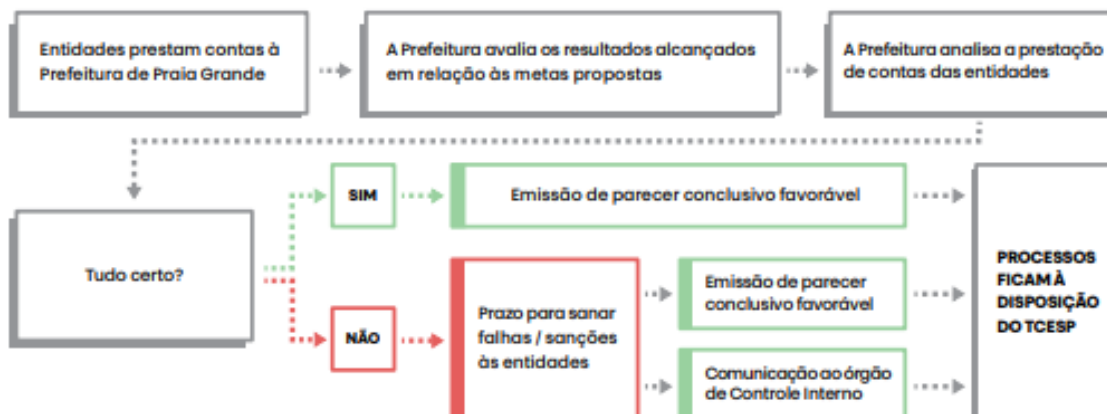 Entidades prestam contas à
Prefeitura de Praia Grande
A Prefeitura avalia os resultados alcançados
em relação às metas propostas
A Prefeitura analisa a prestação
de contas das entidades
Tudo certo?
SIM
Emissão de parecer conclusivo favorável
NÃO
Prazo para sanar
falhas / sanções
às entidades
Emissão de parecer
conclusivo favorável
Comunicação ao órgão
de Controle Interno
PROCESSOS
FICAM À
DISPOSIÇÃO
DO TCESP